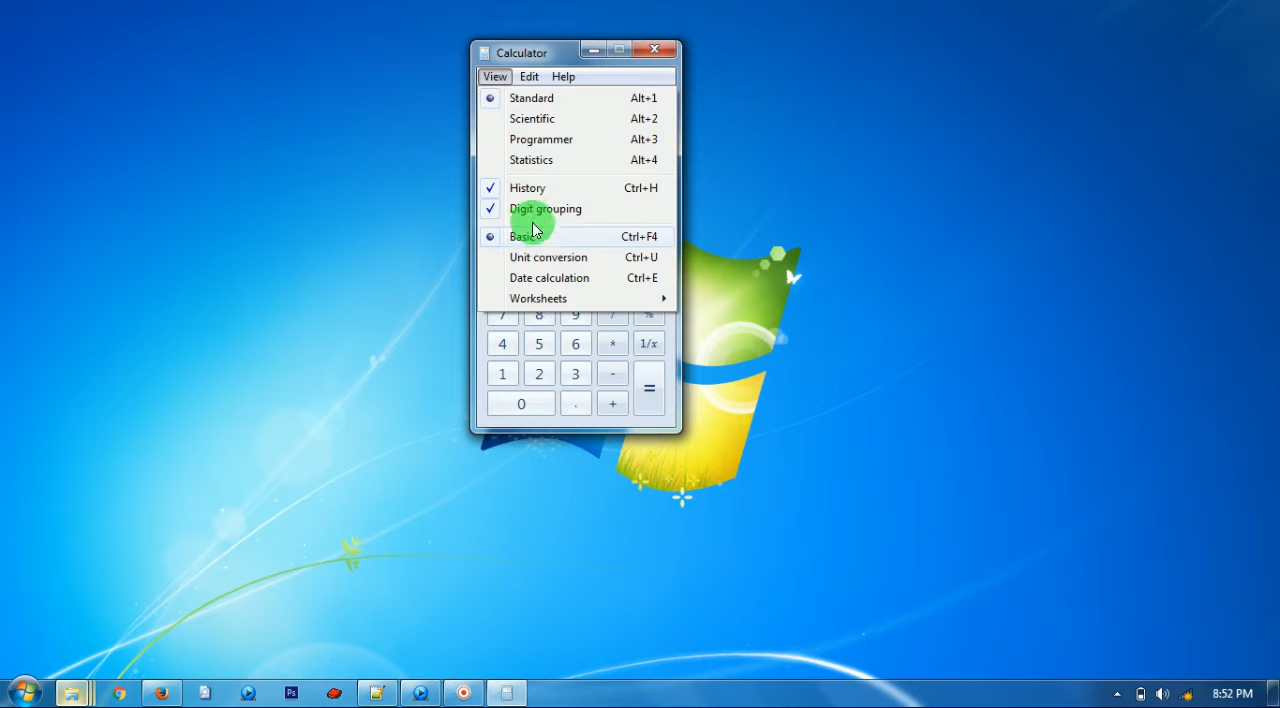 Calculator
View Edit Help
Standard Alt+1
Scientific Alt+2
Programmer Alt+3
Statistics Alt+4
History Ctrl+H
Digit grouping
Basic Ctrl+F4
Unit conversion Ctrl+U
Date calculation Ctrl+E
Worksheets
7 8 9 / %
4 5 6 * 1/x
1 2 3 - =
0 . +
Ps
8:52 PM